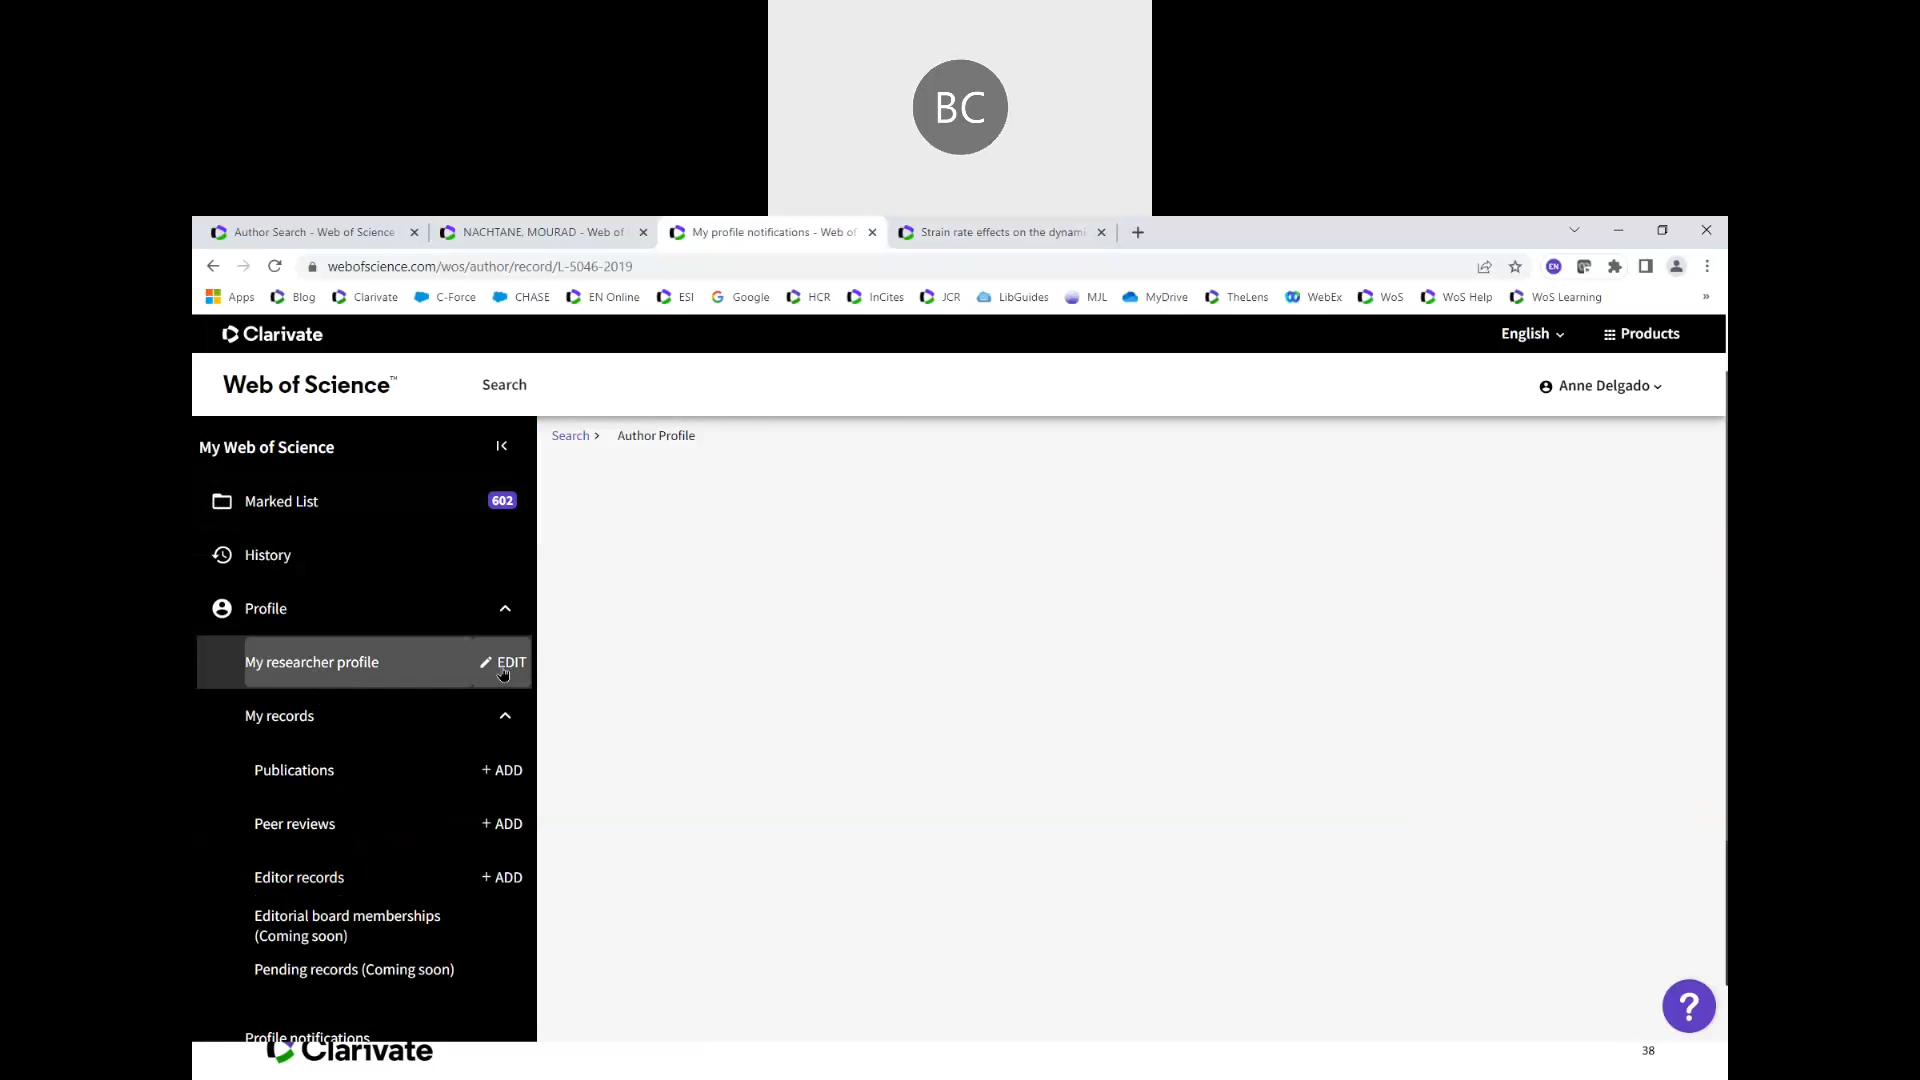 BC
Author Search - Web of Science
NACHTANE, MOURAD - Web of
My profile notifications - Web of
Strain rate effects on the dynami
webofscience.com/wos/author/record/L-5046-2019
EN
Apps Blog Clarivate C-Force CHASE EN Online ESI Google HCR InCites JCR LibGuides MJL MyDrive TheLens WebEx WoS WoS Help WoS Learning »
Clarivate
English
Products
Web of Science™
Search
Anne Delgado
My Web of Science
Search > Author Profile
Marked List 602
History
Profile
My researcher profile EDIT
My records
Publications + ADD
Peer reviews + ADD
Editor records + ADD
Editorial board memberships
(Coming soon)
Pending records (Coming soon)
?
Profile notifications
Clarivate
38